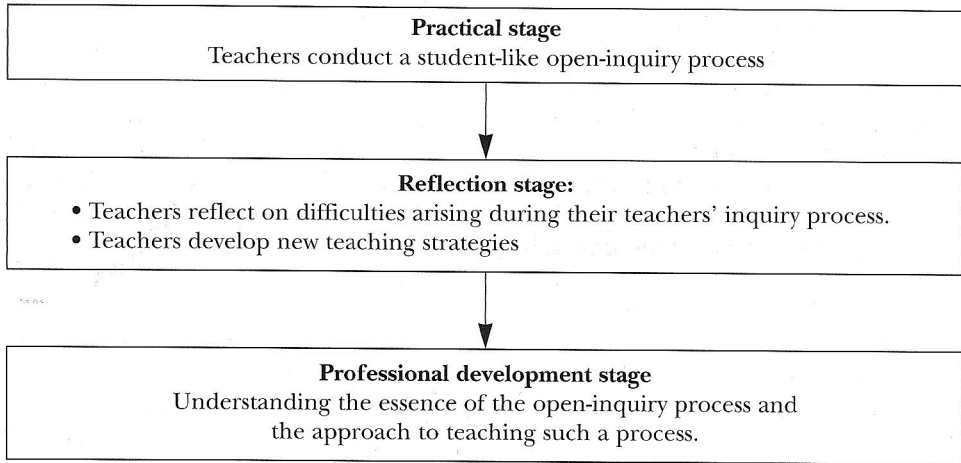 Practical stage
Teachers conduct a student-like open-inquiry process
Reflection stage:
• Teachers reflect on difficulties arising during their teachers’ inquiry process.
• Teachers develop new teaching strategies
Professional development stage
Understanding the essence of the open-inquiry process and
the approach to teaching such a process.